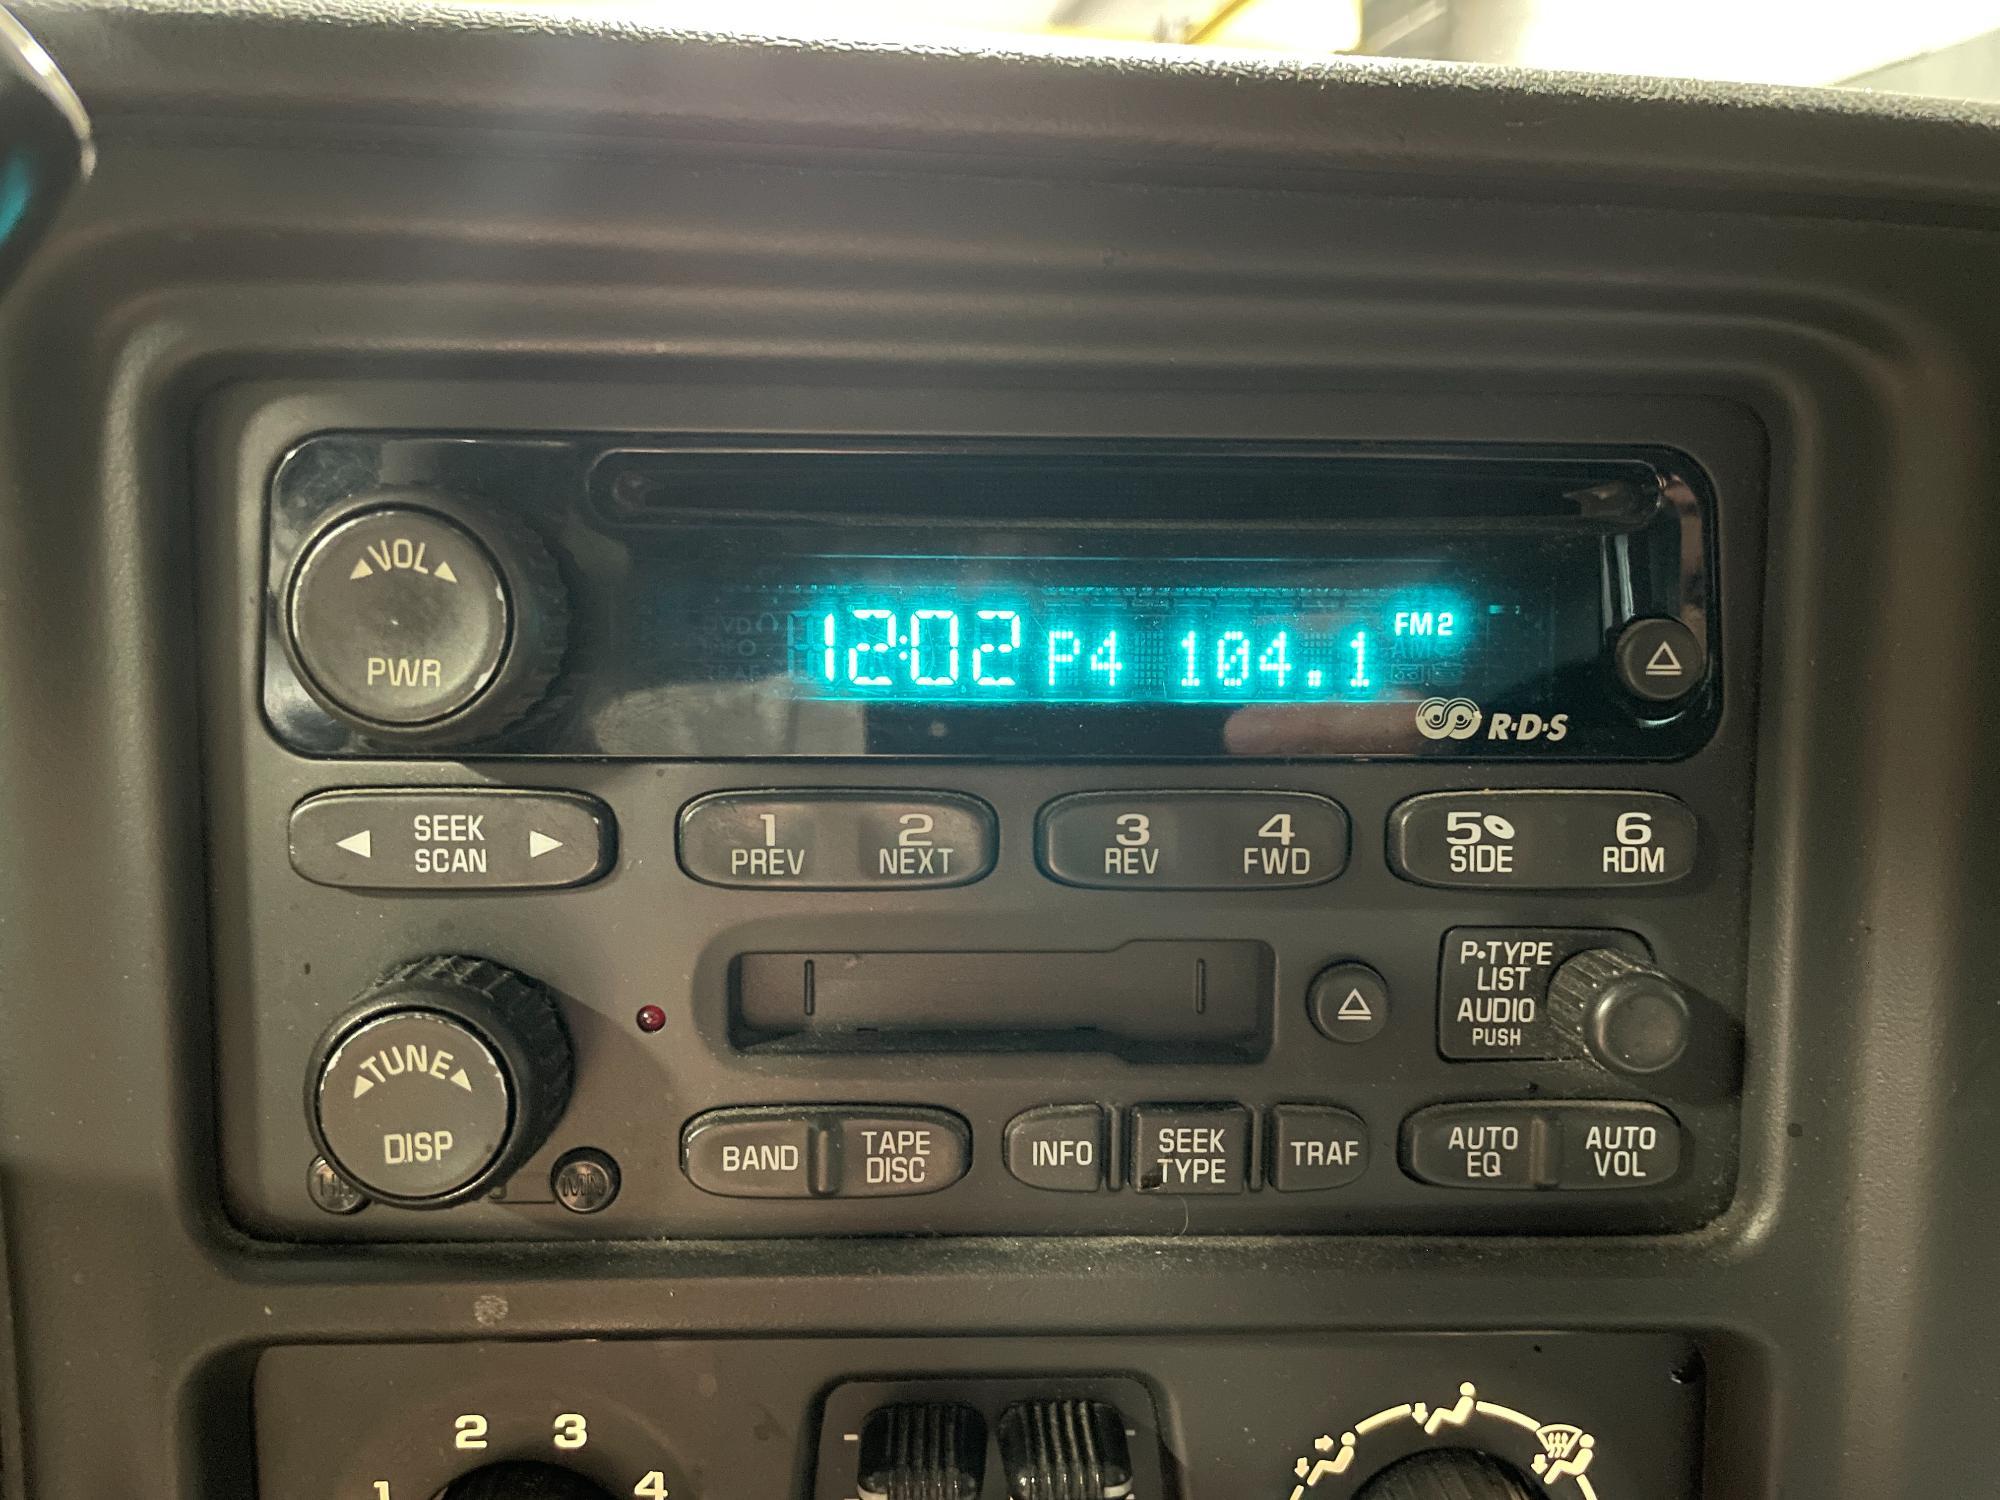 VOL
PWR
12:02 P4 104.1 FM2
R·D·S
SEEK
SCAN
1
PREV
2
NEXT
3
REV
4
FWD
5
SIDE
6
RDM
P•TYPE
LIST
AUDIO
PUSH
TUNE
DISP
MN
BAND
TAPE
DISC
INFO
SEEK
TYPE
TRAF
AUTO
EQ
AUTO
VOL
1
2
3
4